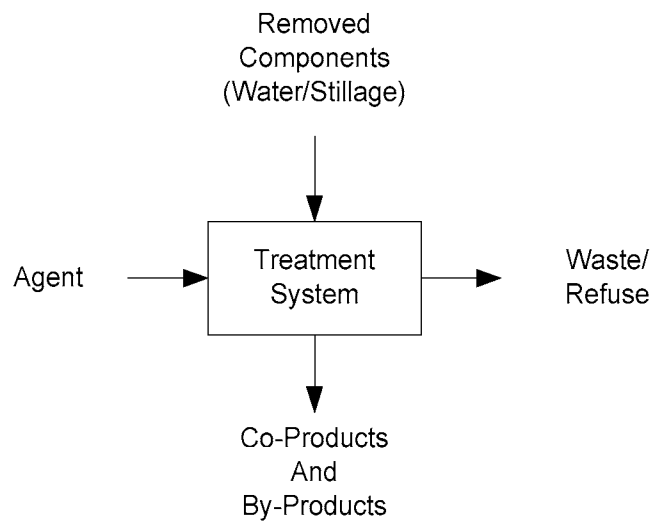 Removed
Components
(Water/Stillage)
Agent
Treatment
System
Waste/
Refuse
Co-Products
And
By-Products